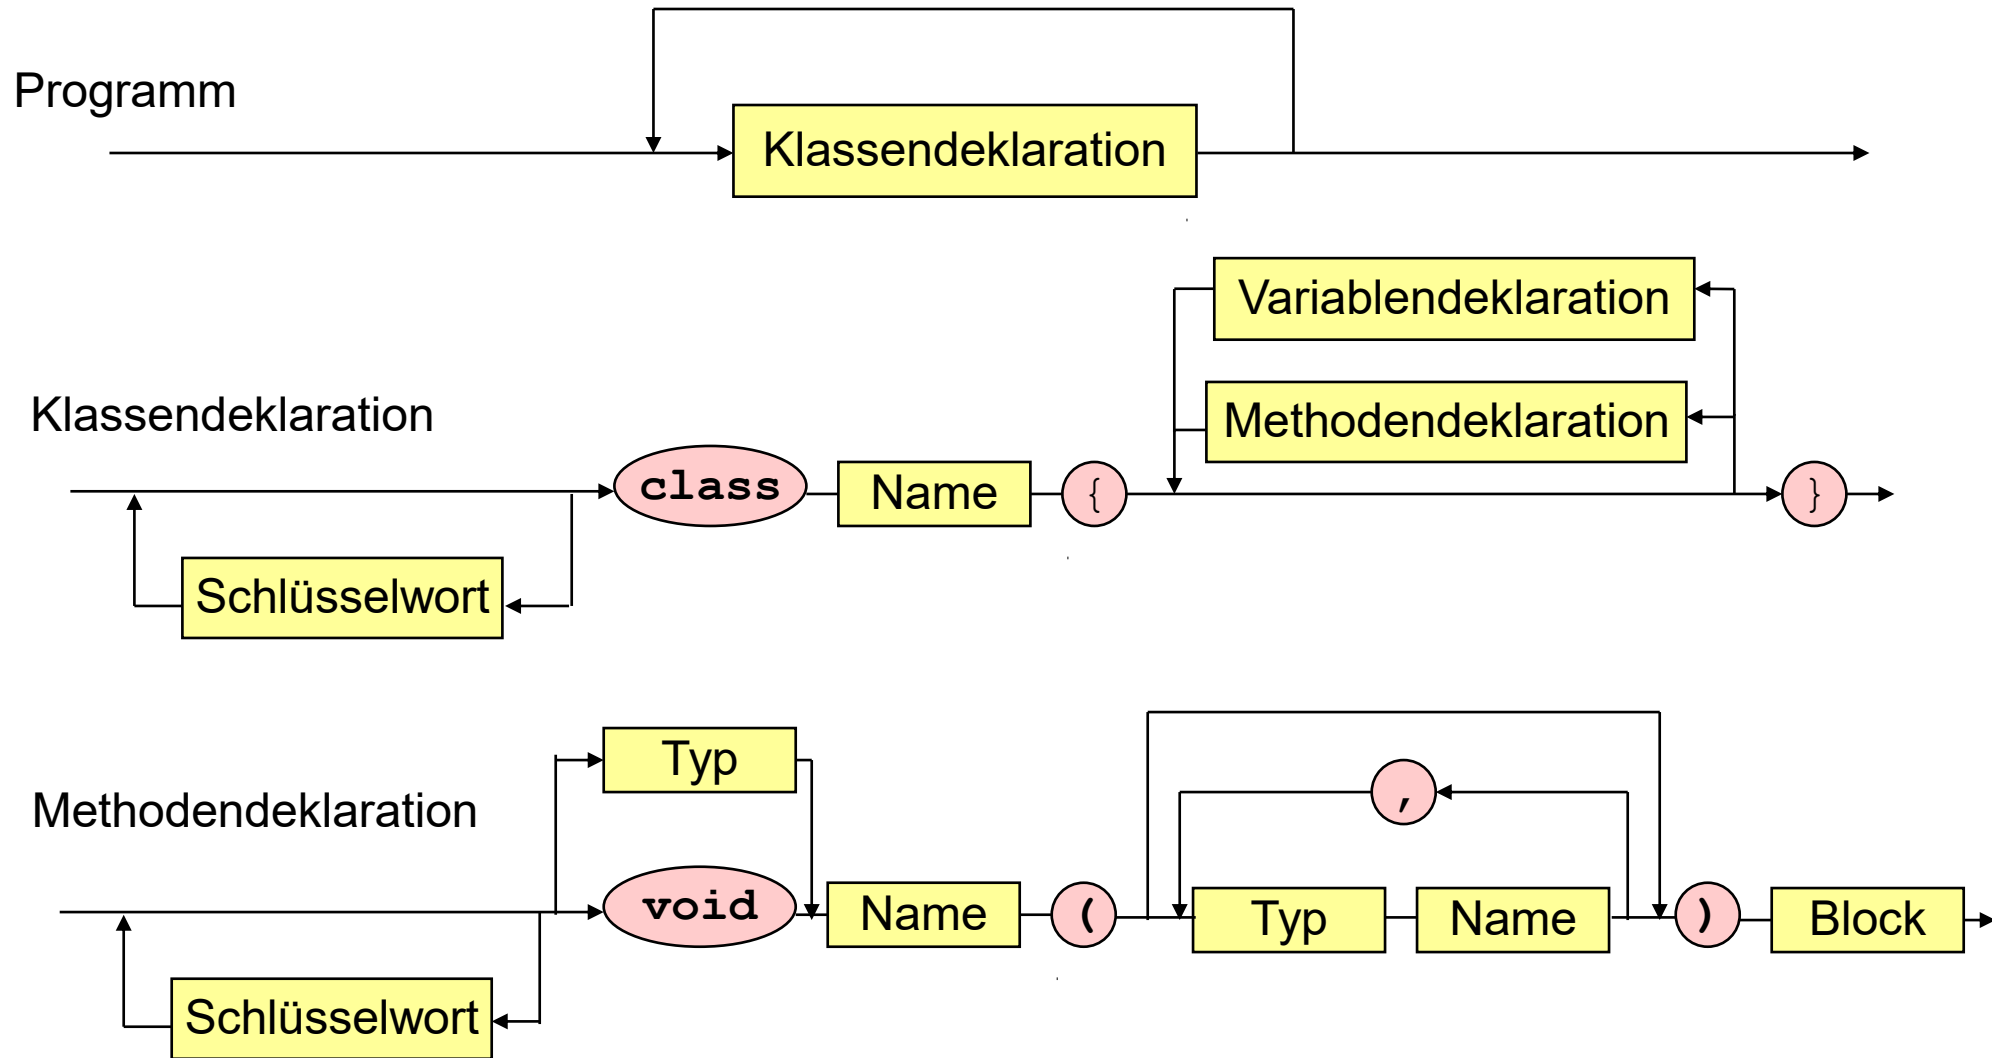 Programm
Klassendeklaration
Variablendeklaration
Methodendeklaration
Klassendeklaration
class Name { }
Schlüsselwort
Typ
,
Methodendeklaration
void Name ( Typ Name ) Block
Schlüsselwort